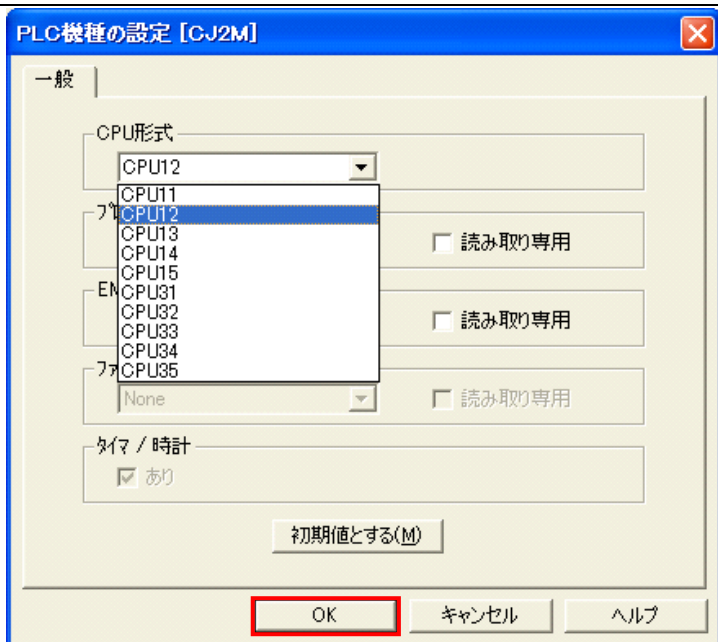 PLC機種の設定 [CJ2M]
一般
CPU形式
CPU12
CPU11
CPU12
CPU13
CPU14
CPU15
CPU31
CPU32
CPU33
CPU34
CPU35
読み取り専用
読み取り専用
None
読み取り専用
ﾀｲﾏ / 時計
あり
初期値とする(M)
OK
キャンセル
ヘルプ